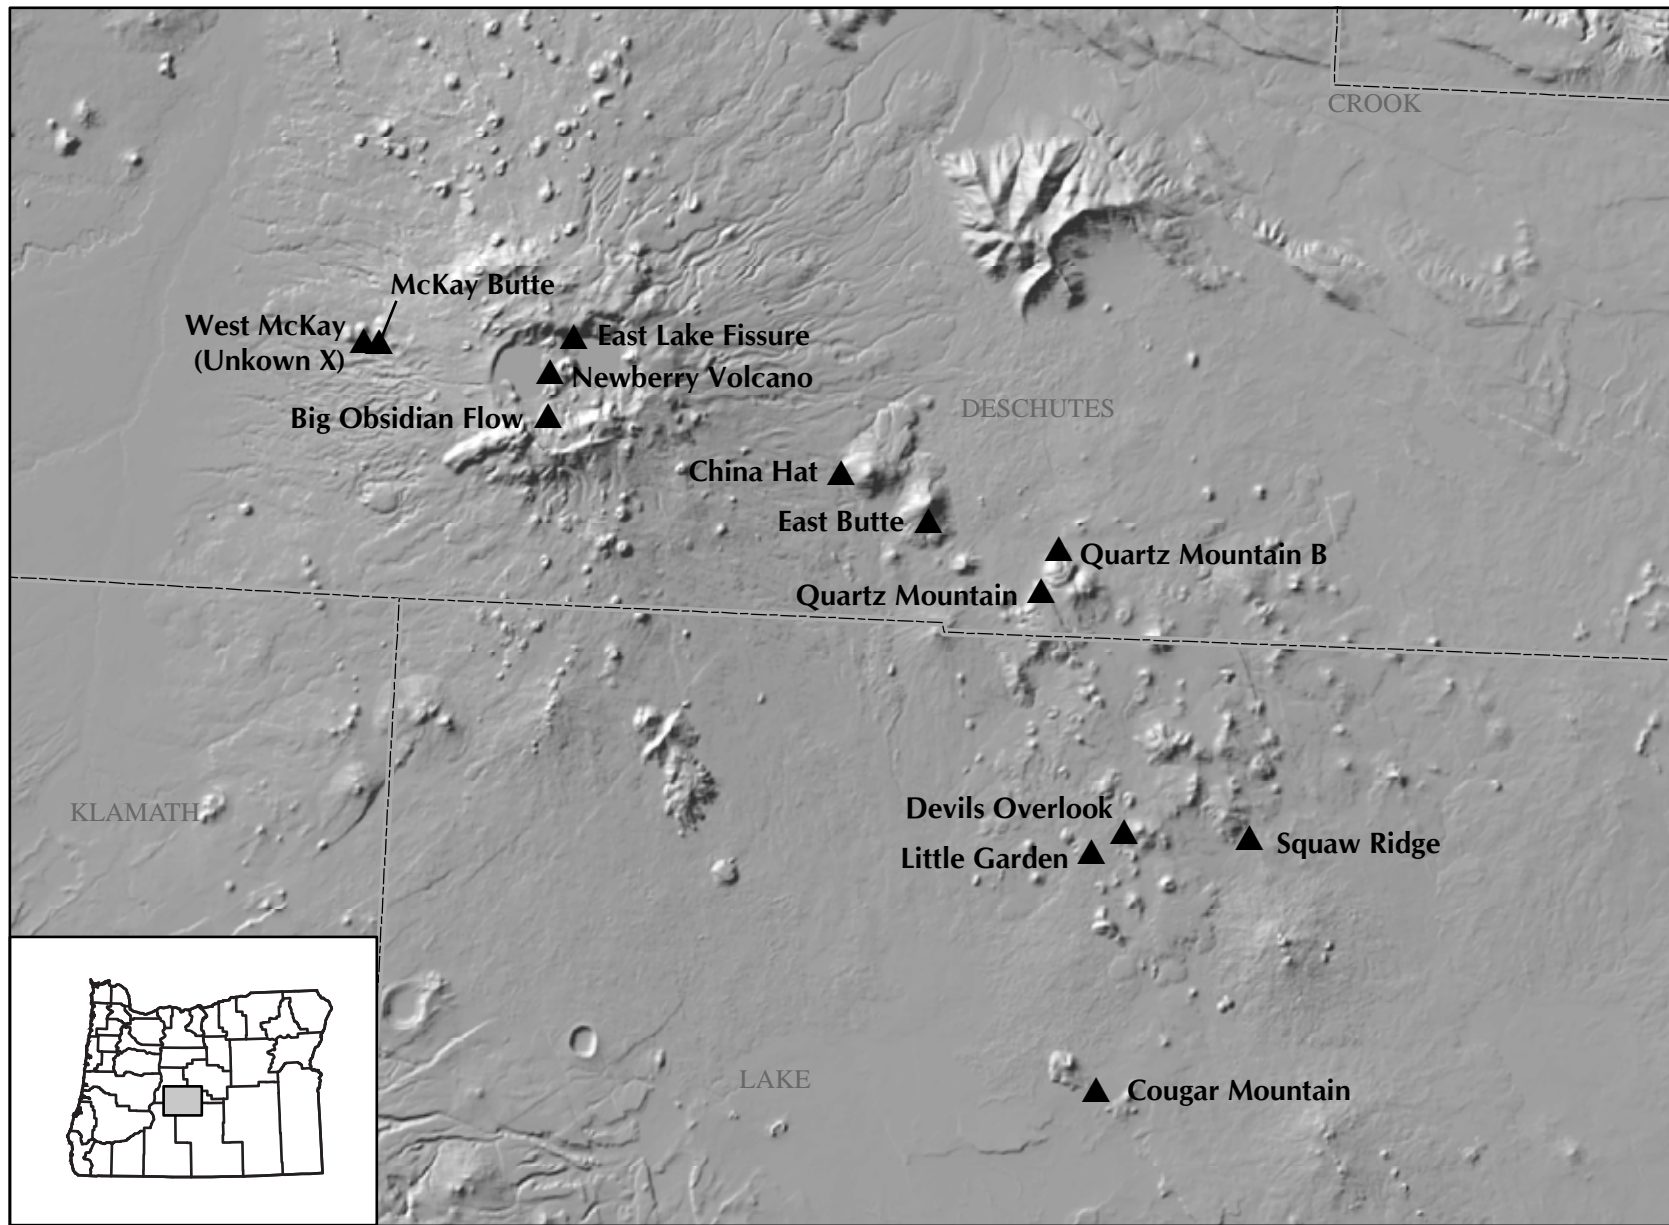 CROOK
McKay Butte
West McKay
(Unkown X)
East Lake Fissure
Newberry Volcano
Big Obsidian Flow
DESCHUTES
China Hat
East Butte
Quartz Mountain B
Quartz Mountain
KLAMATH
Devils Overlook
Little Garden
Squaw Ridge
LAKE
Cougar Mountain